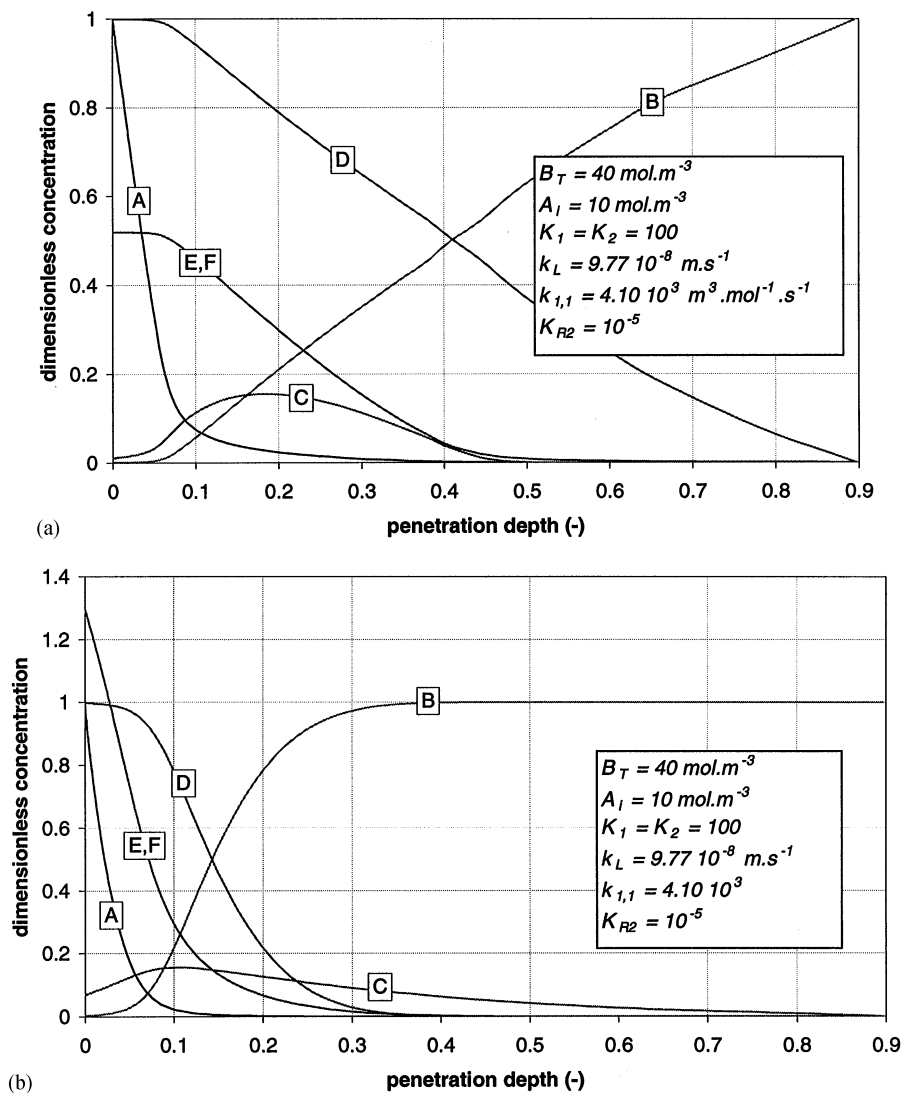 1
0.8
0.6
0.4
0.2
0
dimensionless concentration
A
D
B
E,F
C
B_T = 40 mol.m^-3
A_i = 10 mol.m^-3
K_1 = K_2 = 100
k_L = 9.77 10^-8 m.s^-1
k_1,1 = 4.10 10^3 m^3.mol^-1.s^-1
K_R2 = 10^-5
0 0.1 0.2 0.3 0.4 0.5 0.6 0.7 0.8 0.9
penetration depth (-)
(a)
1.4
1.2
1
0.8
0.6
0.4
0.2
0
dimensionless concentration
B
D
E,F
A
C
B_T = 40 mol.m^-3
A_i = 10 mol.m^-3
K_1 = K_2 = 100
k_L = 9.77 10^-8 m.s^-1
k_1,1 = 4.10 10^3
K_R2 = 10^-5
0 0.1 0.2 0.3 0.4 0.5 0.6 0.7 0.8 0.9
penetration depth (-)
(b)